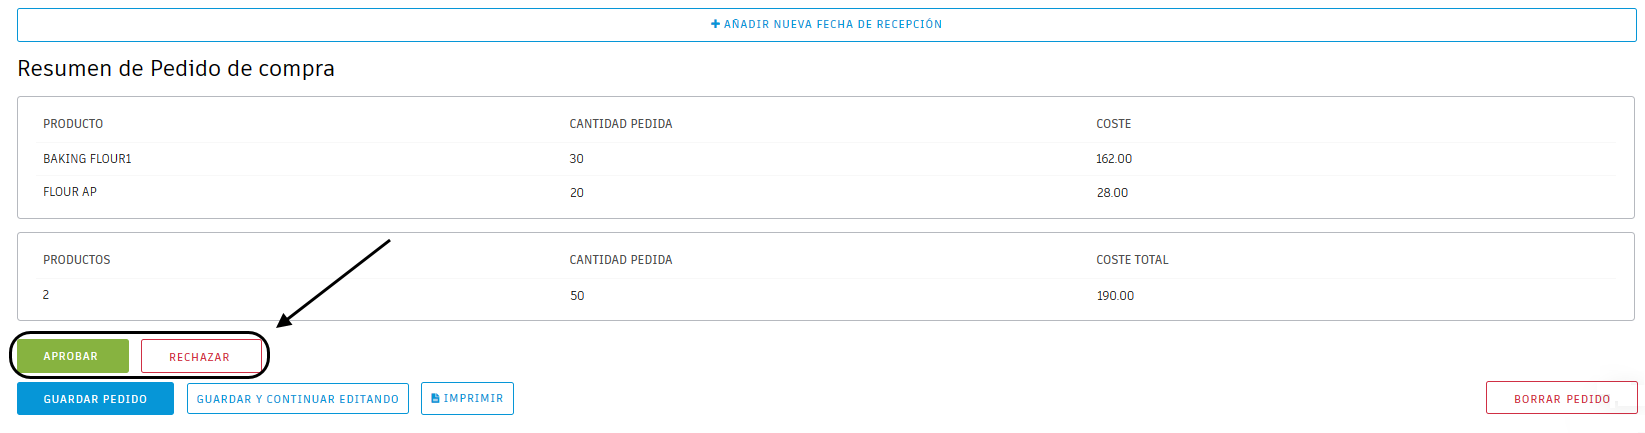 AÑADIR NUEVA FECHA DE RECEPCIÓN
Resumen de Pedido de compra
PRODUCTO CANTIDAD PEDIDA COSTE
BAKING FLOUR1 30 162.00
FLOUR AP 20 28.00
PRODUCTOS CANTIDAD PEDIDA COSTE TOTAL
2 50 190.00
APROBAR RECHAZAR
GUARDAR PEDIDO GUARDAR Y CONTINUAR EDITANDO IMPRIMIR BORRAR PEDIDO